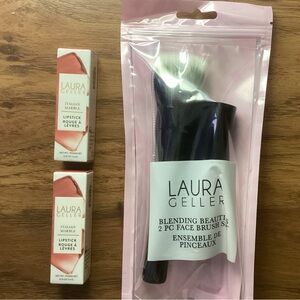 LAURA
GELLER
ITALIAN
MARBLE
LIPSTICK
ROUGE À
LÈVRES
LAURA
GELLER
ITALIAN
MARBLE
LIPSTICK
ROUGE À
LÈVRES
LAURA
GELLER
BLENDING BEAUTY
2 PC FACE BRUSH SET
ENSEMBLE DE
PINCEAUX